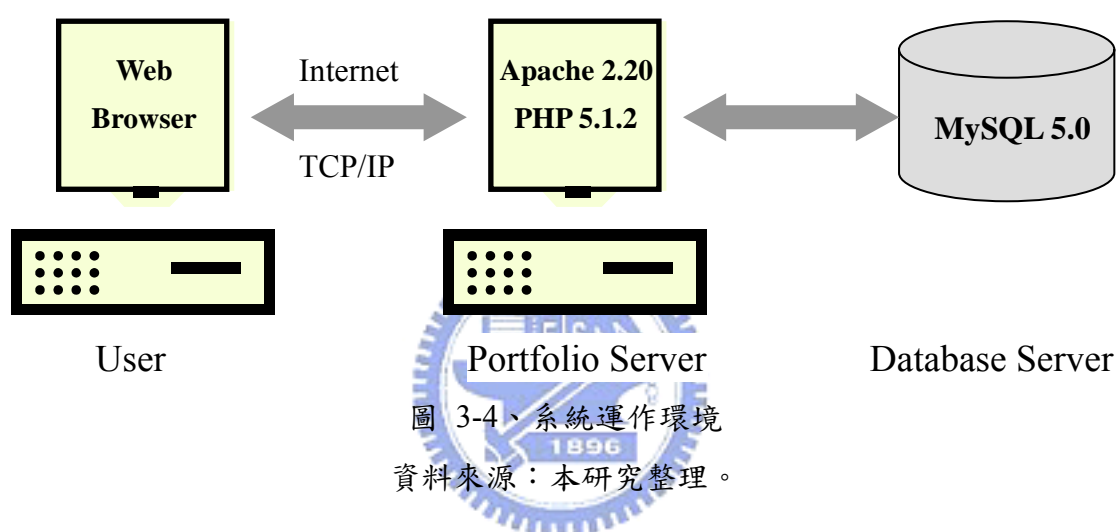 Web
Browser
Internet
TCP/IP
Apache 2.20
PHP 5.1.2
MySQL 5.0
User
Portfolio Server
Database Server
圖 3-4、系統運作環境
1896
資料來源：本研究整理。